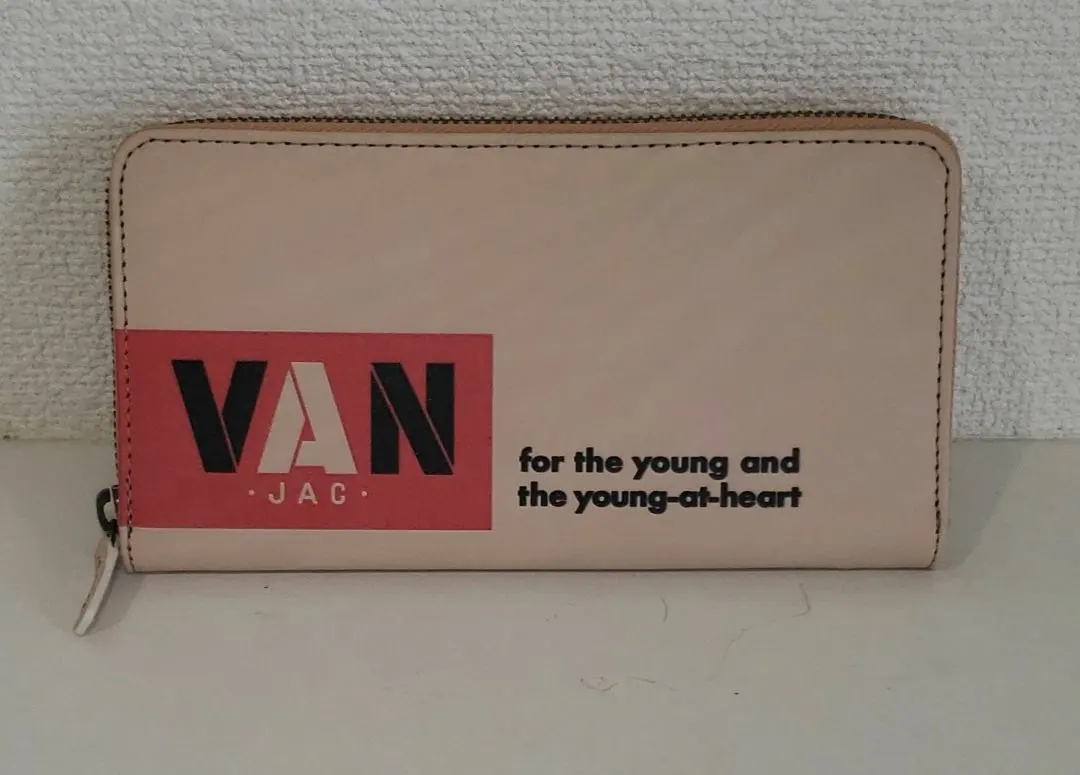 VAN
·JAC·
for the young and
the young-at-heart